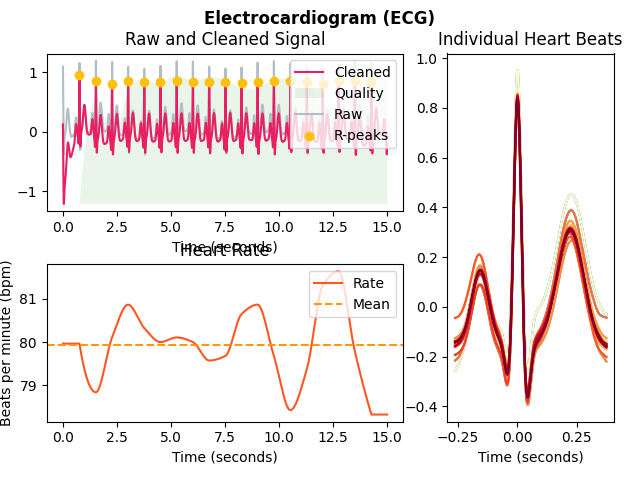 Electrocardiogram (ECG)
Raw and Cleaned Signal
Individual Heart Beats
Cleaned
Quality
Raw
R-peaks
1
0
−1
0.0 2.5 5.0 7.5 10.0 12.5 15.0
Time (seconds)
Heart Rate
Rate
Mean
Beats per minute (bpm)
81
80
79
0.0 2.5 5.0 7.5 10.0 12.5 15.0
Time (seconds)
1.0
0.8
0.6
0.4
0.2
0.0
−0.2
−0.4
−0.25 0.00 0.25
Time (seconds)